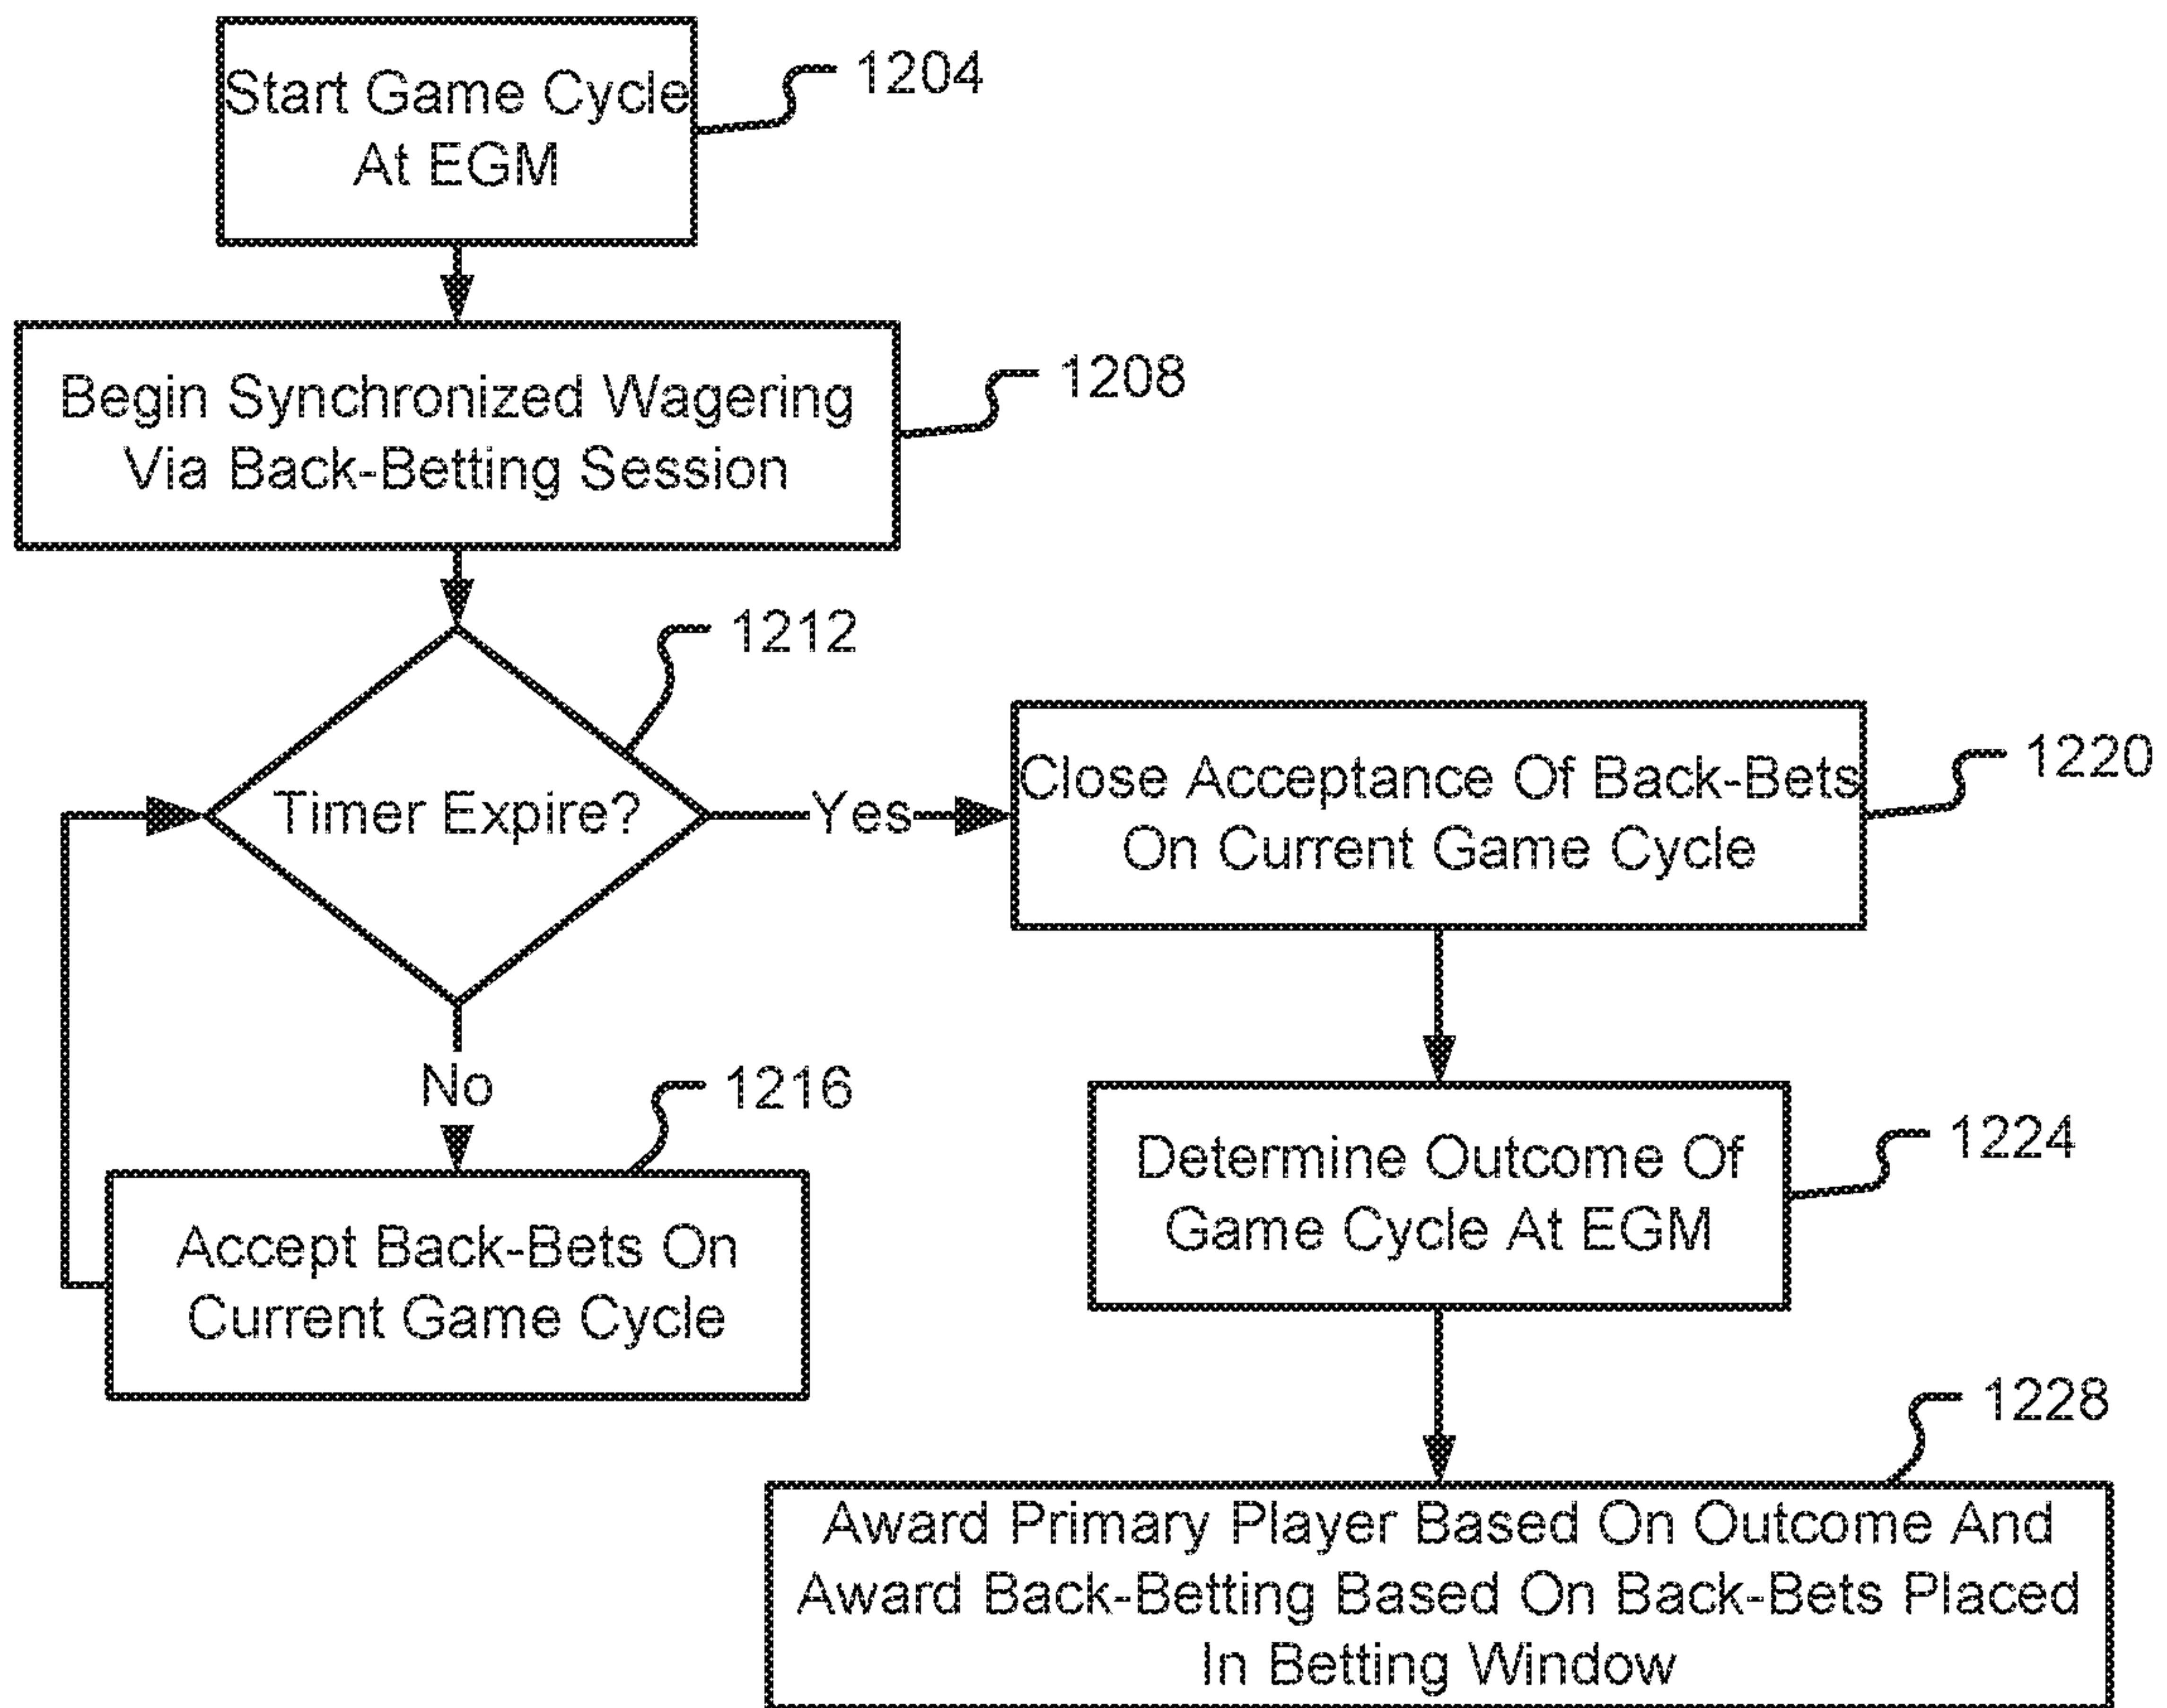 Start Game Cycle
At EGM
1204
Begin Synchronized Wagering
Via Back-Betting Session
1208
1212
Timer Expire?
Yes
No
1216
Accept Back-Bets On
Current Game Cycle
Close Acceptance Of Back-Bets
On Current Game Cycle
1220
Determine Outcome Of
Game Cycle At EGM
1224
1228
Award Primary Player Based On Outcome And
Award Back-Betting Based On Back-Bets Placed
In Betting Window